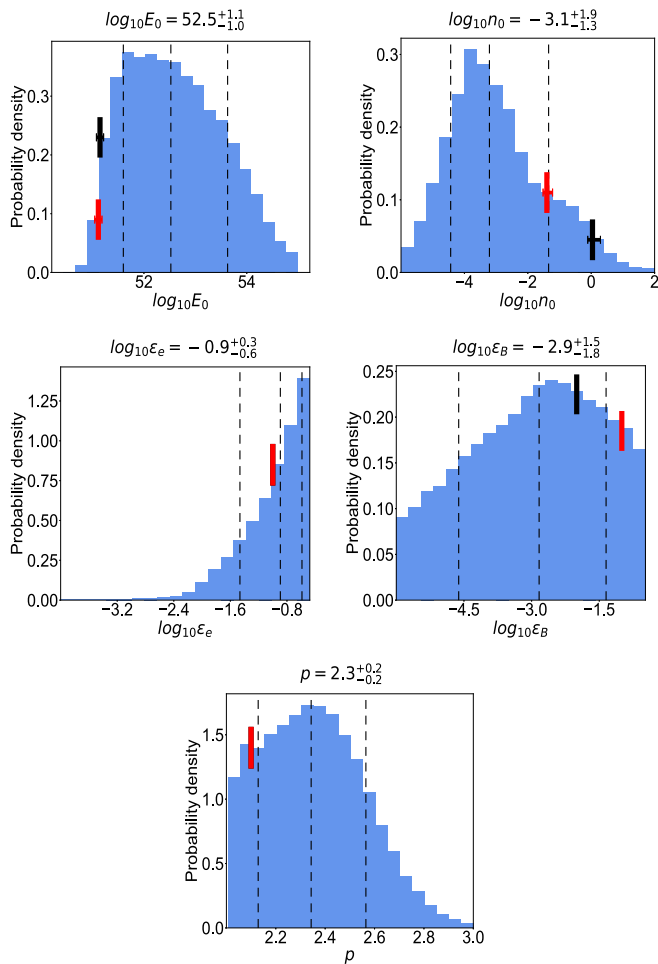 log₁₀E₀ = 52.5⁺¹·¹₋₁.₀
Probability density
0.3
0.2
0.1
0.0
52 54
log₁₀E₀
log₁₀n₀ = −3.1⁺¹·⁹₋₁.₃
Probability density
0.4
0.3
0.2
0.1
0.0
−4 −2 0 2
log₁₀n₀
log₁₀εₑ = −0.9⁺⁰·³₋₀.₆
Probability density
1.25
1.00
0.75
0.50
0.25
0.00
−3.2 −2.4 −1.6 −0.8
log₁₀εₑ
log₁₀ε_B = −2.9⁺¹·⁵₋₁.₈
Probability density
0.25
0.20
0.15
0.10
0.05
0.00
−4.5 −3.0 −1.5
log₁₀ε_B
p = 2.3⁺⁰·²₋₀.₂
Probability density
1.5
1.0
0.5
0.0
2.2 2.4 2.6 2.8 3.0
p